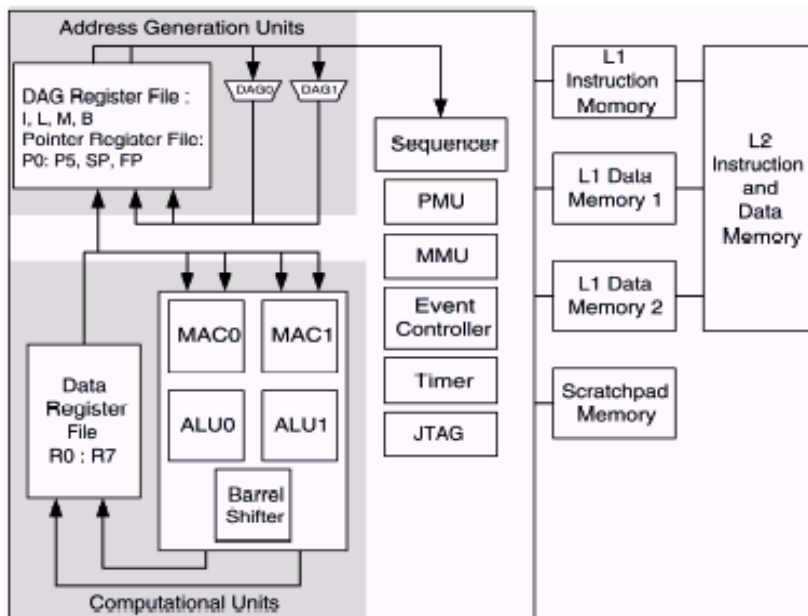 Address Generation Units
DAG Register File :
I, L, M, B
Pointer Register File:
P0: P5, SP, FP
DAG0
DAG1
Sequencer
PMU
MMU
Event
Controller
Timer
JTAG
L1
Instruction
Memory
L1 Data
Memory 1
L1 Data
Memory 2
Scratchpad
Memory
L2
Instruction
and
Data
Memory
MAC0
MAC1
ALU0
ALU1
Barrel
Shifter
Data
Register
File
R0 : R7
Computational Units